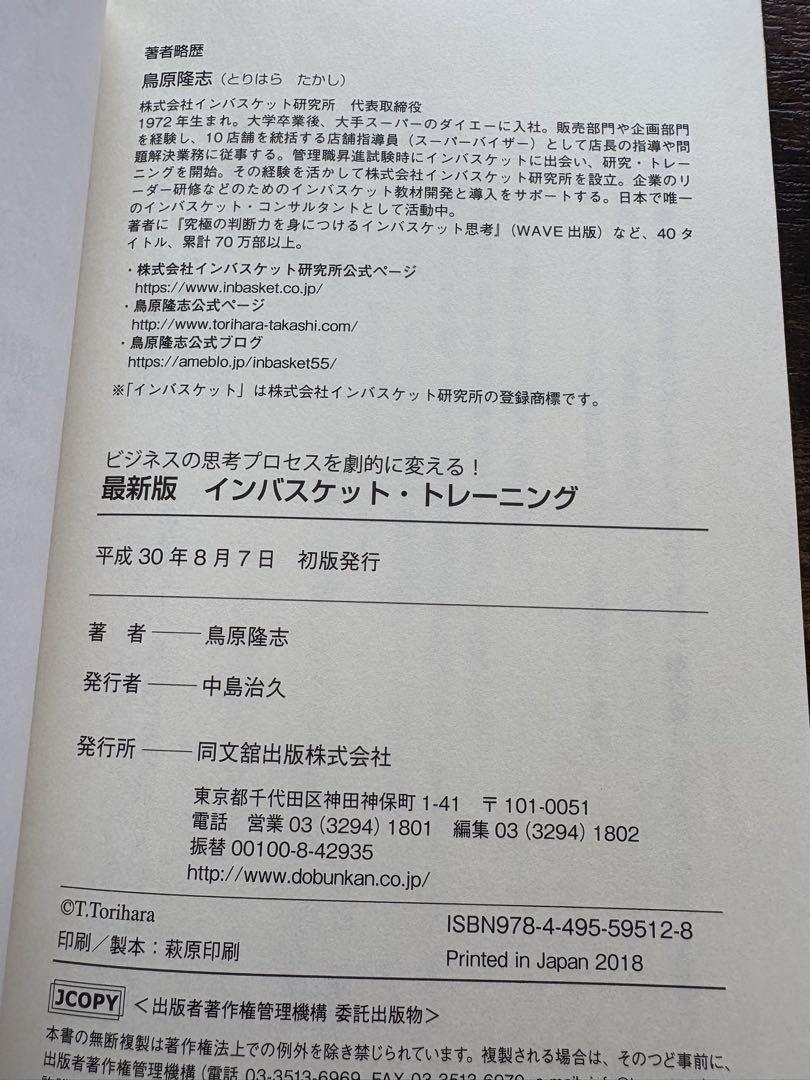 著者略歴
鳥原隆志（とりはら　たかし）
株式会社インバスケット研究所　代表取締役
1972年生まれ。大学卒業後、大手スーパーのダイエーに入社。販売部門や企画部門
を経験し、10店舗を統括する店舗指導員（スーパーバイザー）として店長の指導や問
題解決業務に従事する。管理職昇進試験時にインバスケットに出会い、研究・トレー
ニングを開始。その経験を活かして株式会社インバスケット研究所を設立。企業のリ
ーダー研修などのためのインバスケット教材開発と導入をサポートする。日本で唯一
のインバスケット・コンサルタントとして活動中。
著者に『究極の判断力を身につけるインバスケット思考』（WAVE出版）など、40タ
イトル、累計70万部以上。
・株式会社インバスケット研究所公式ページ
https://www.inbasket.co.jp/
・鳥原隆志公式ページ
http://www.torihara-takashi.com/
・鳥原隆志公式ブログ
https://ameblo.jp/inbasket55/
※「インバスケット」は株式会社インバスケット研究所の登録商標です。
ビジネスの思考プロセスを劇的に変える！
最新版　インバスケット・トレーニング
平成30年8月7日　初版発行
著　者――鳥原隆志
発行者――中島治久
発行所――同文舘出版株式会社
東京都千代田区神田神保町1-41　〒101-0051
電話　営業03（3294）1801　編集03（3294）1802
振替00100-8-42935
http://www.dobunkan.co.jp/
©T.Torihara
ISBN978-4-495-59512-8
印刷／製本：萩原印刷
Printed in Japan 2018
JCOPY ＜出版者著作権管理機構 委託出版物＞
本書の無断複製は著作権法上での例外を除き禁じられています。複製される場合は、そのつど事前に、
出版者著作権管理機構（電話 03-3513-6969、FAX 03-3513-6979、